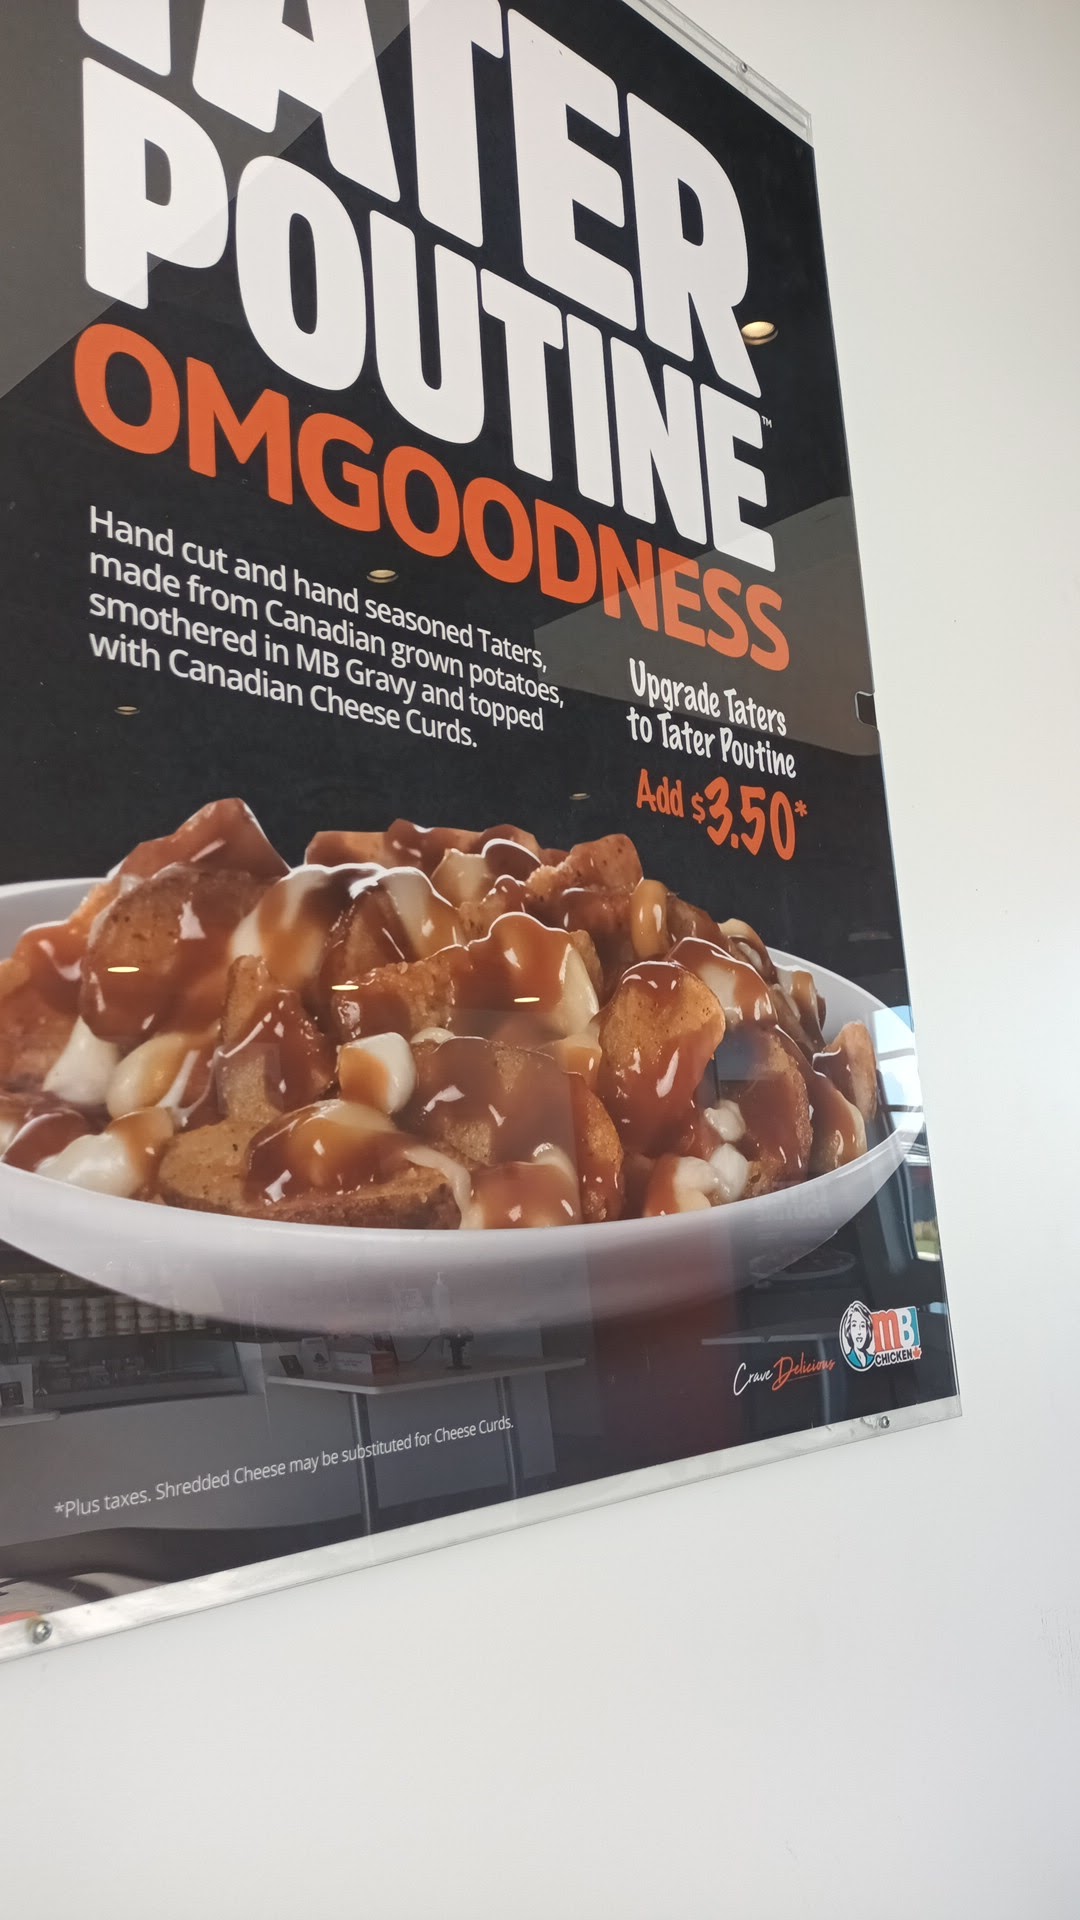 TATER
POUTINE™
OMGOODNESS
Hand cut and hand seasoned Taters,
made from Canadian grown potatoes,
smothered in MB Gravy and topped
with Canadian Cheese Curds.
Upgrade Taters
to Tater Poutine
Add $3.50*
Crave Delicious
MB
CHICKEN
*Plus taxes. Shredded Cheese may be substituted for Cheese Curds.